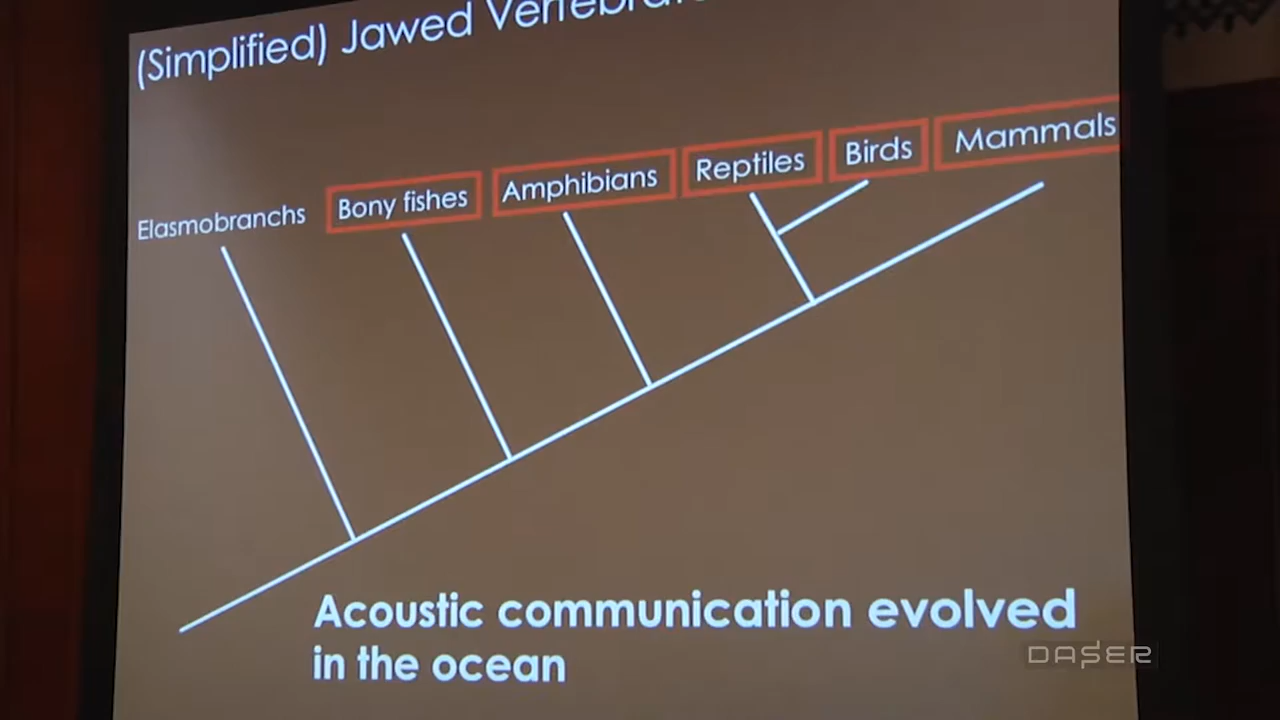 (Simplified) Jawed
Elasmobranchs
Bony fishes
Amphibians
Reptiles
Birds
Mammals
Acoustic communication evolved
in the ocean
DASER